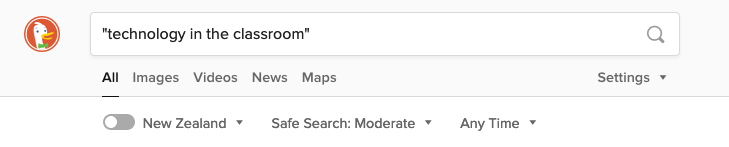 "technology in the classroom"
All Images Videos News Maps Settings
New Zealand Safe Search: Moderate Any Time